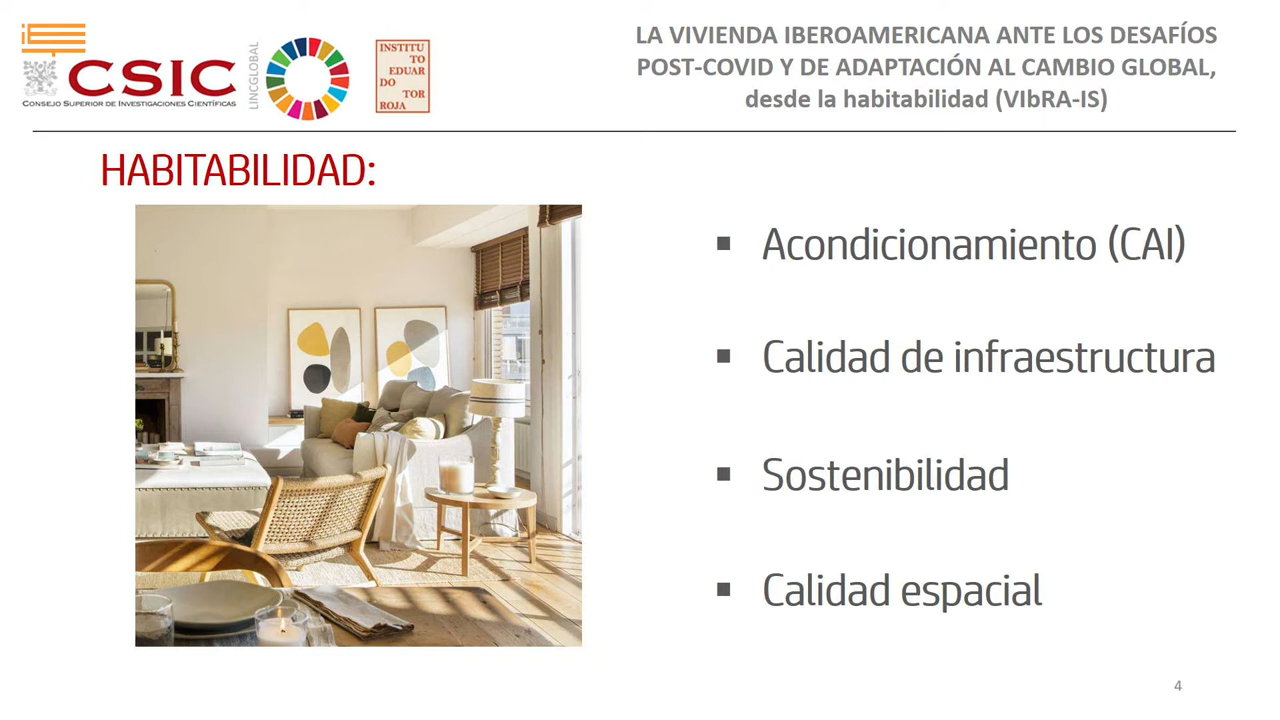 CSIC
CONSEJO SUPERIOR DE INVESTIGACIONES CIENTÍFICAS
LINCGLOBAL
INSTITU
TO
EDUAR
DO TOR
ROJA
LA VIVIENDA IBEROAMERICANA ANTE LOS DESAFÍOS
POST-COVID Y DE ADAPTACIÓN AL CAMBIO GLOBAL,
desde la habitabilidad (VIbRA-IS)
HABITABILIDAD:
▪ Acondicionamiento (CAI)
▪ Calidad de infraestructura
▪ Sostenibilidad
▪ Calidad espacial
4